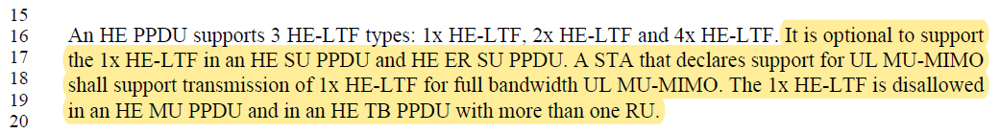 15
16 An HE PPDU supports 3 HE-LTF types: 1x HE-LTF, 2x HE-LTF and 4x HE-LTF. It is optional to support
17 the 1x HE-LTF in an HE SU PPDU and HE ER SU PPDU. A STA that declares support for UL MU-MIMO
18 shall support transmission of 1x HE-LTF for full bandwidth UL MU-MIMO. The 1x HE-LTF is disallowed
19 in an HE MU PPDU and in an HE TB PPDU with more than one RU.
20